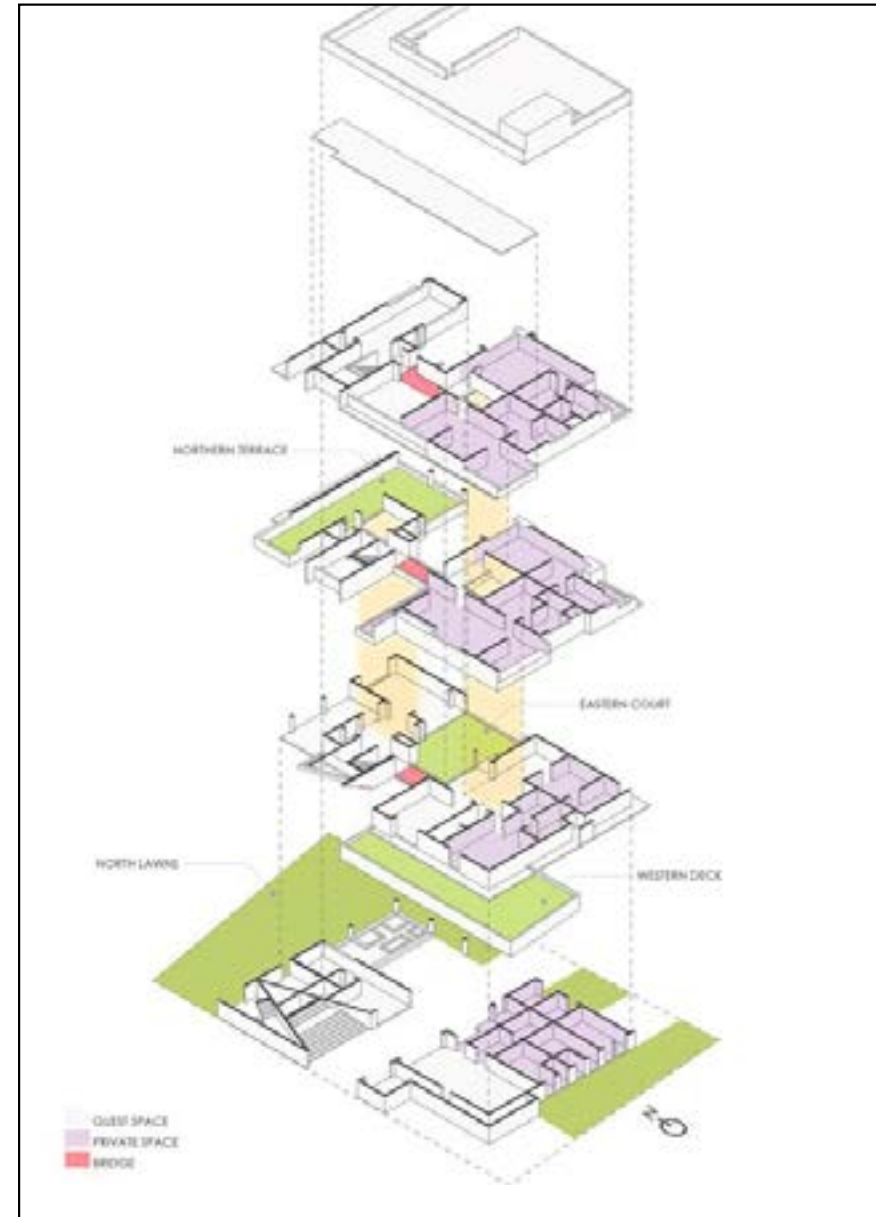 NORTHERN TERRACE
EASTERN COURT
NORTH LAWNS
WESTERN DECK
N
GUEST SPACE
PRIVATE SPACE
BRIDGE